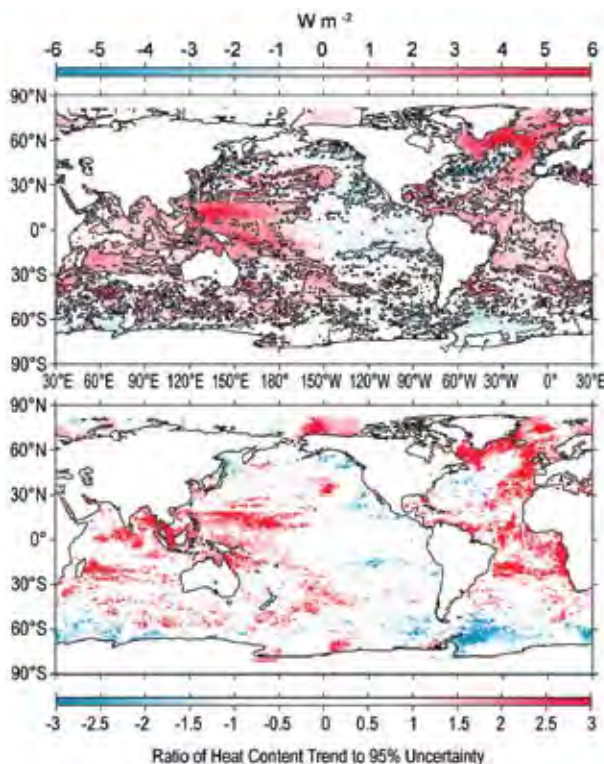 W m -2
-6 -5 -4 -3 -2 -1 0 1 2 3 4 5 6
90°N
60°N
30°N
0°
30°S
60°S
90°S
30°E 60°E 90°E 120°E 150°E 180° 150°W 120°W 90°W 60°W 30°W 0° 30°E
90°N
60°N
30°N
0°
30°S
60°S
90°S
-3 -2.5 -2 -1.5 -1 -0.5 0 0.5 1 1.5 2 2.5 3
Ratio of Heat Content Trend to 95% Uncertainty